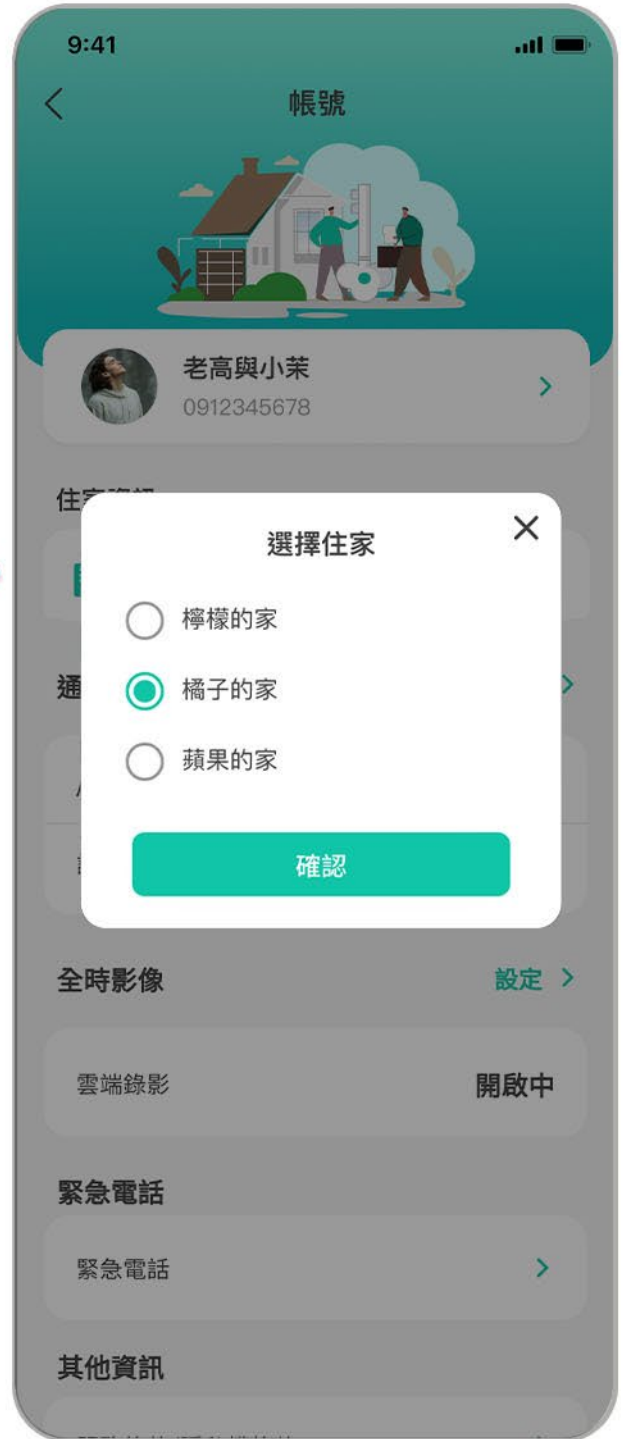 9:41
帳號
老高與小茉
0912345678
選擇住家
檸檬的家
橘子的家
蘋果的家
確認
全時影像
設定
雲端錄影
開啟中
緊急電話
緊急電話
其他資訊